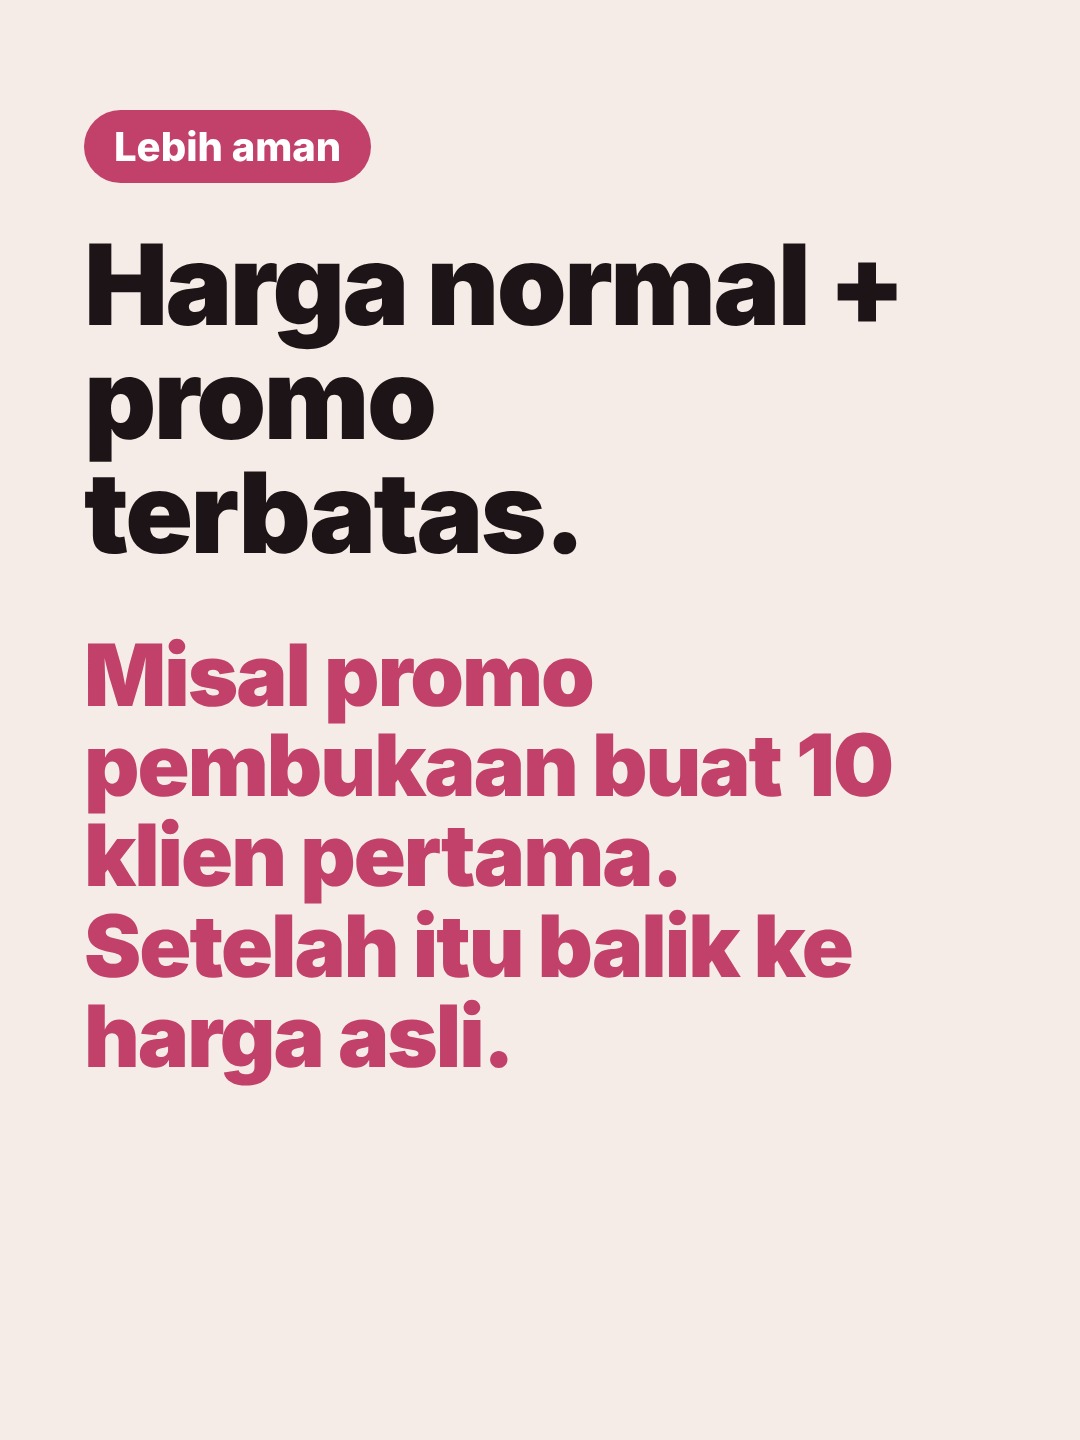 Lebih aman
Harga normal +
promo
terbatas.
Misal promo
pembukaan buat 10
klien pertama.
Setelah itu balik ke
harga asli.